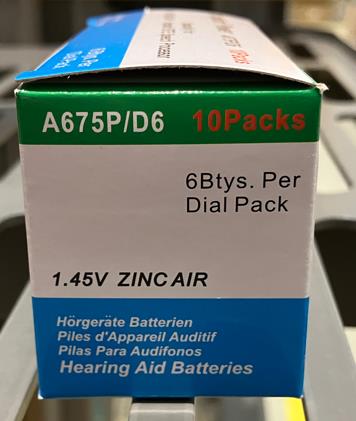 A675P/D6 10Packs
6Btys. Per
Dial Pack
1.45V ZINC AIR
Hörgeräte Batterien
Piles d'Appareil Auditif
Pilas Para Audifonos
Hearing Aid Batteries